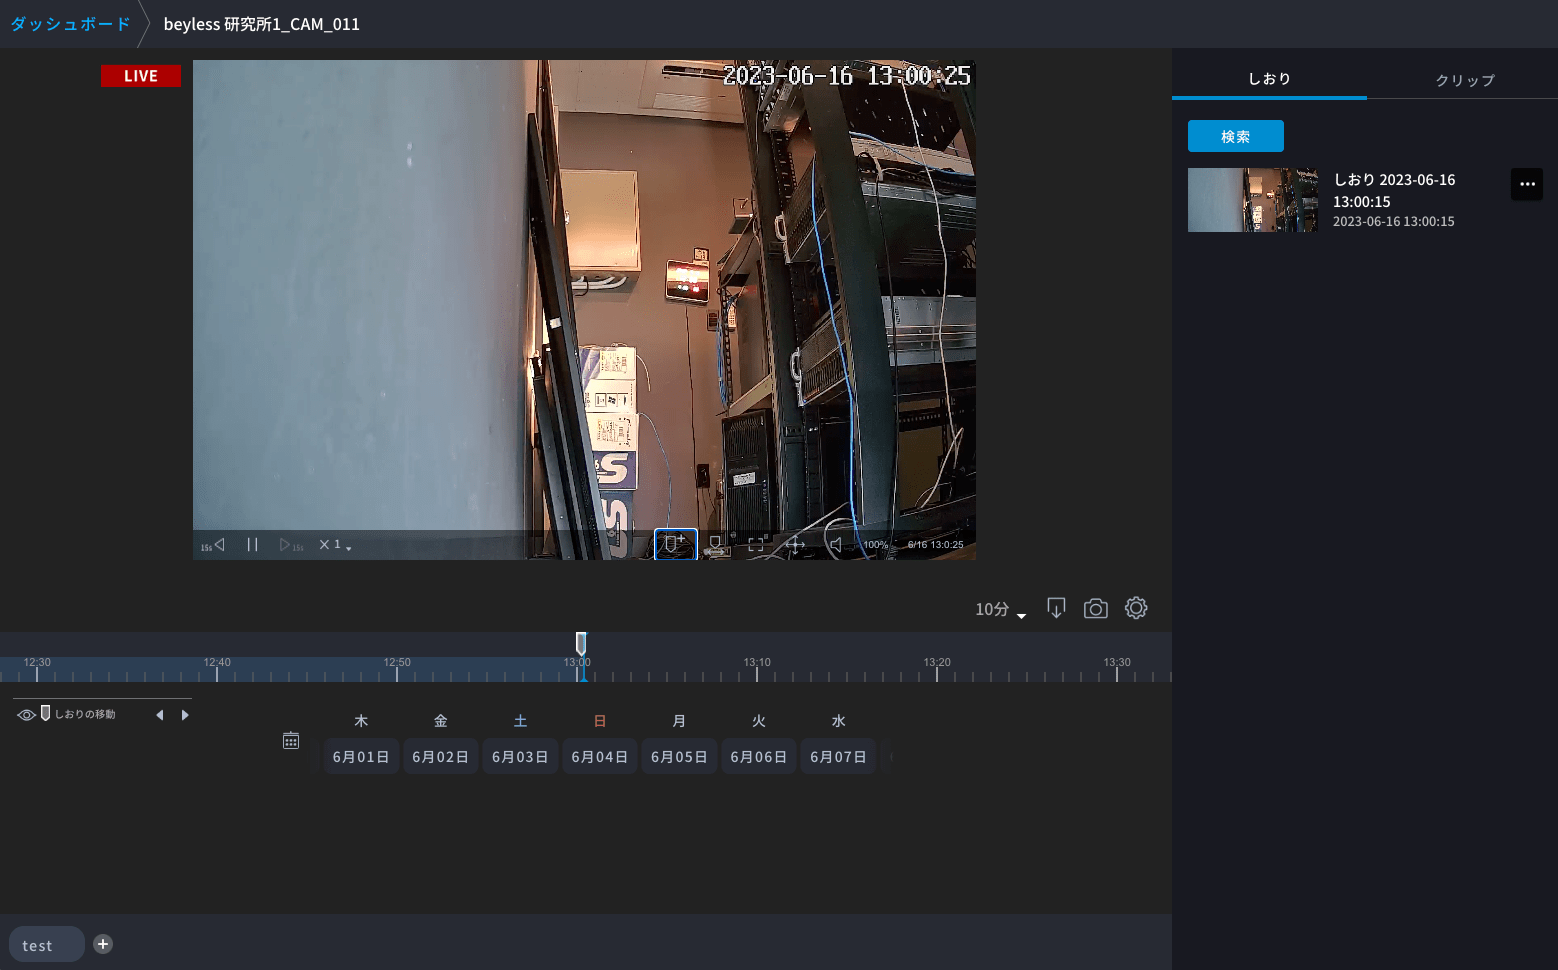 ダッシュボード
beyless 研究所1_CAM_011
LIVE
2023-06-16 13:00:25
しおり
クリップ
検索
しおり 2023-06-16
13:00:15
2023-06-16 13:00:15
15s
15s
× 1
100%
6/16 13:0:25
10分
12:30
12:40
12:50
13:00
13:10
13:20
13:30
しおりの移動
木
金
土
日
月
火
水
6月01日
6月02日
6月03日
6月04日
6月05日
6月06日
6月07日
test